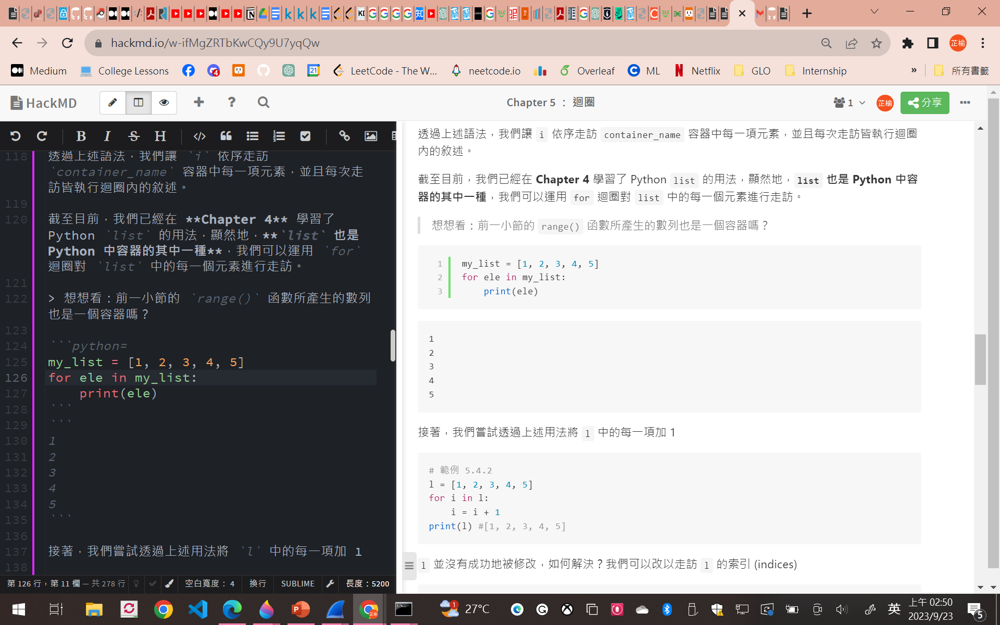 hackmd.io/w-ifMgZRTbKwCQy9U7yqQw
芷榆
Medium
College Lessons
4
21
LeetCode - The W...
neetcode.io
Overleaf
ML
Netflix
GLO
Internship
»
所有書籤
HackMD
Chapter 5 ： 迴圈
1
芷榆
分享
118
透過上述語法，我們讓 `i` 依序走訪
`container_name` 容器中每一項元素，並且每次走
訪皆執行迴圈內的敘述。
119
120
截至目前，我們已經在 **Chapter 4** 學習了
Python `list` 的用法，顯然地，**`list` 也是
Python 中容器的其中一種**，我們可以運用 `for`
迴圈對 `list` 中的每一個元素進行走訪。
121
122
> 想想看：前一小節的 `range()` 函數所產生的數列
也是一個容器嗎？
123
124
```python=
125
my_list = [1, 2, 3, 4, 5]
126
for ele in my_list:
127
print(ele)
128
```
129
```
130
1
131
2
132
3
133
4
134
5
135
```
136
137
接著，我們嘗試透過上述用法將 `l` 中的每一項加 1
138
第 126 行，第 11 欄 — 共 278 行
空白寬度： 4
換行
SUBLIME
長度：5200
透過上述語法，我們讓 i 依序走訪 container_name 容器中每一項元素，並且每次走訪皆執行迴圈
內的敘述。
截至目前，我們已經在 Chapter 4 學習了 Python list 的用法，顯然地，list 也是 Python 中容
器的其中一種，我們可以運用 for 迴圈對 list 中的每一個元素進行走訪。
想想看：前一小節的 range() 函數所產生的數列也是一個容器嗎？
1 my_list = [1, 2, 3, 4, 5]
2 for ele in my_list:
3 print(ele)
1
2
3
4
5
接著，我們嘗試透過上述用法將 l 中的每一項加 1
# 範例 5.4.2
l = [1, 2, 3, 4, 5]
for i in l:
i = i + 1
print(l) #[1, 2, 3, 4, 5]
l 並沒有成功地被修改，如何解決？我們可以改以走訪 l 的索引 (indices)
1
27°C
英
上午 02:50
2023/9/23
5